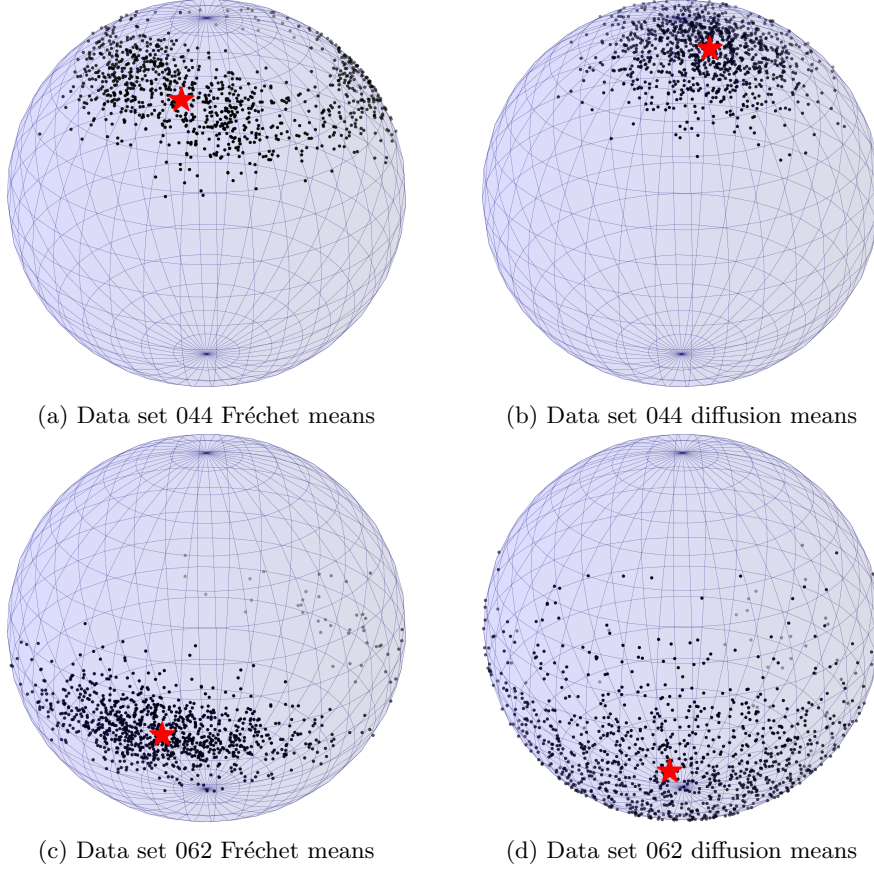 (a) Data set 044 Fréchet means
(b) Data set 044 diffusion means
(c) Data set 062 Fréchet means
(d) Data set 062 diffusion means